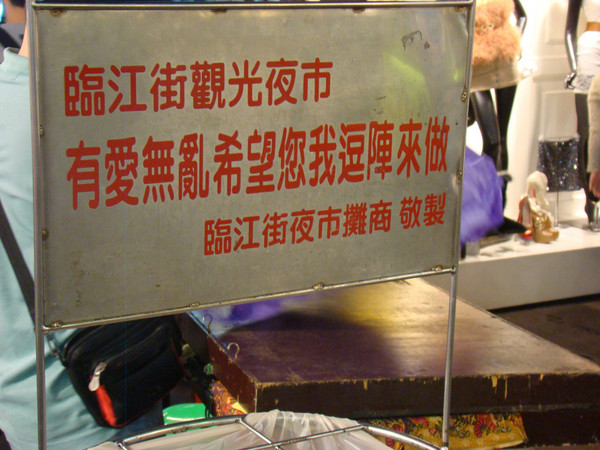 臨江街觀光夜市
有愛無亂希望您我逗陣來做
臨江街夜市攤商 敬製